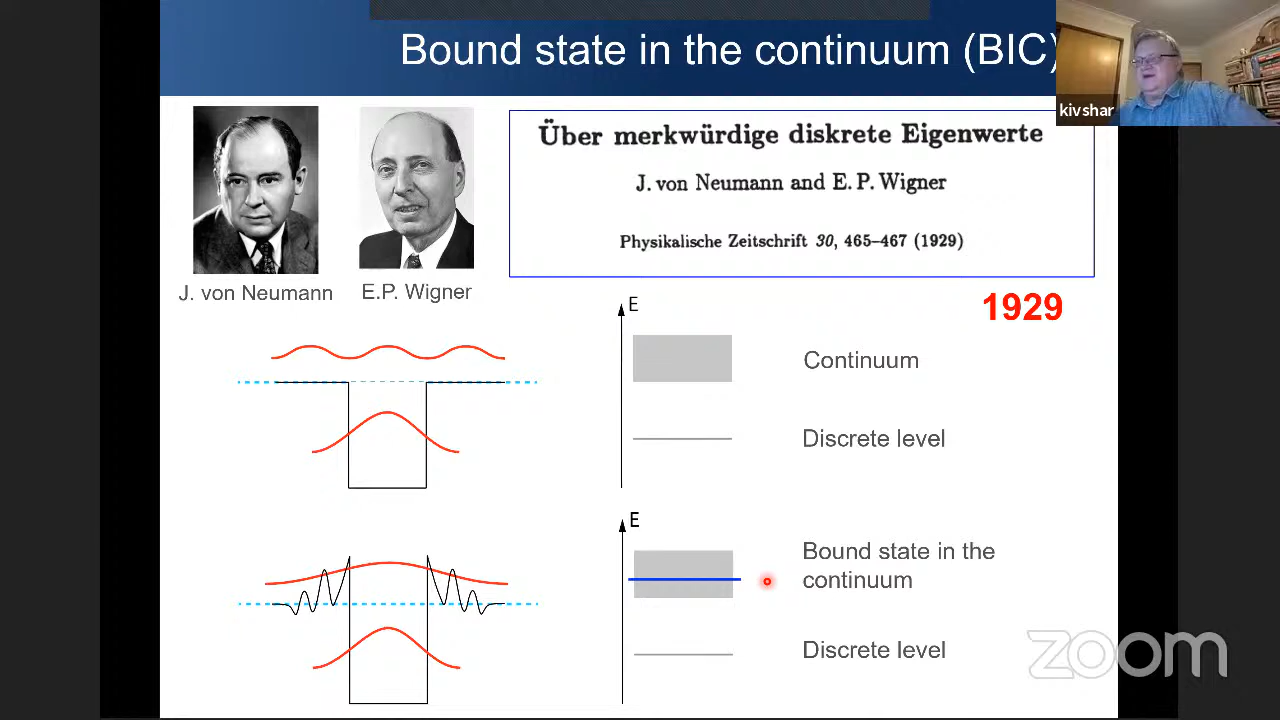 Bound state in the continuum (BIC)
kivshar
Über merkwürdige diskrete Eigenwerte
J. von Neumann and E. P. Wigner
Physikalische Zeitschrift 30, 465–467 (1929)
J. von Neumann
E.P. Wigner
1929
E
Continuum
Discrete level
E
Bound state in the
continuum
Discrete level
zoom